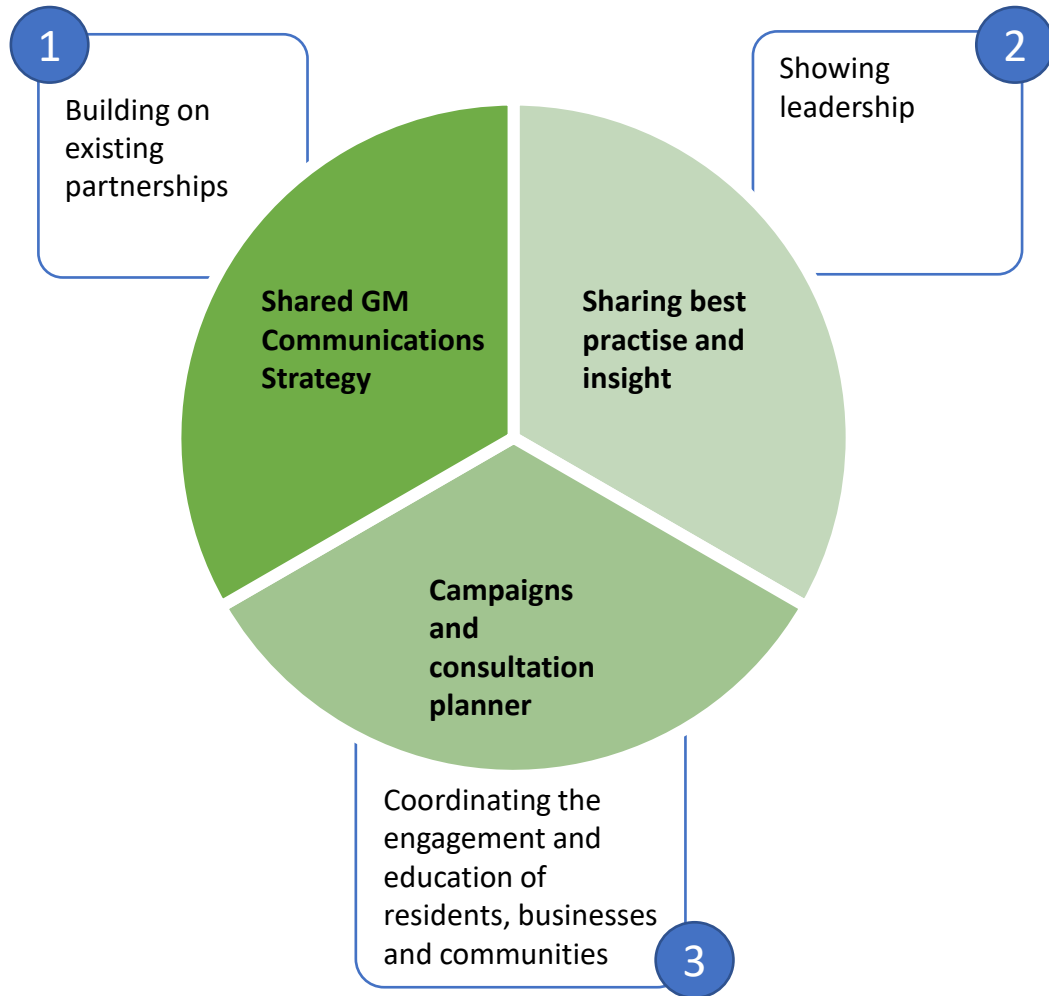 1
Building on
existing
partnerships
2
Showing
leadership
Shared GM
Communications
Strategy
Sharing best
practise and
insight
Campaigns
and
consultation
planner
Coordinating the
engagement and
education of
residents, businesses
and communities
3